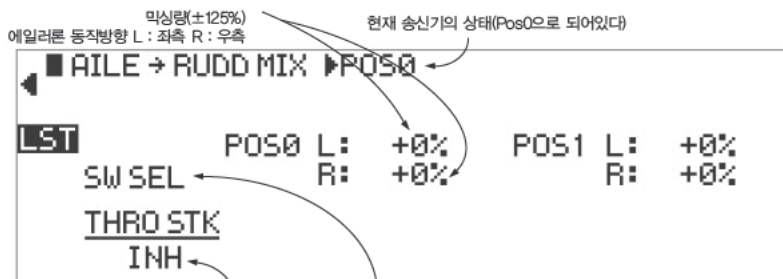 믹싱량(±125%)
현재 송신기의 상태(Pos0으로 되어있다)
에일러론 동작방향 L : 좌측 R : 우측
■ AILE → RUDD MIX ▶POS0
LST
POS0 L: +0% POS1 L: +0%
SW SEL R: +0% R: +0%
THRO STK
INH